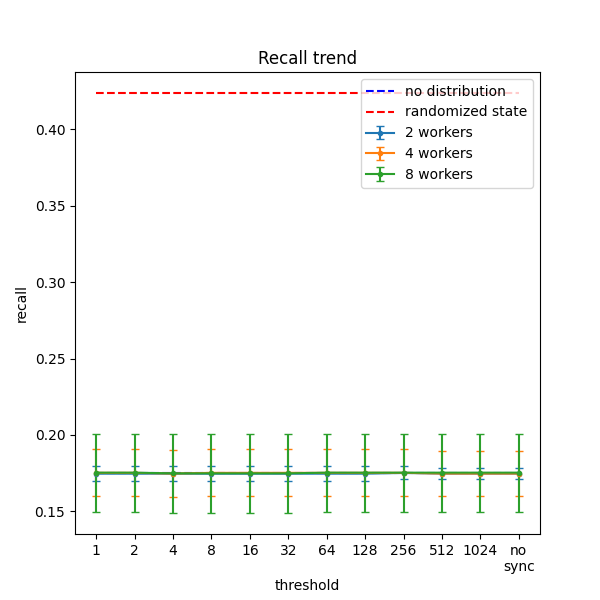 Recall trend
no distribution
randomized state
2 workers
4 workers
8 workers
recall
0.40
0.35
0.30
0.25
0.20
0.15
1 2 4 8 16 32 64 128 256 512 1024 no
sync
threshold